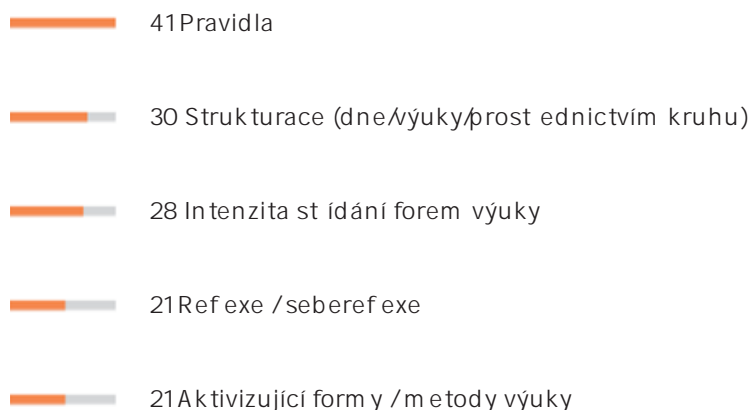 41 Pravidla
30 Strukturace (dne/výuky/prost ednictvím kruhu)
28 Intenzita st ídání forem výuky
21 Ref exe / seberef exe
21 Aktivizující formy / metody výuky